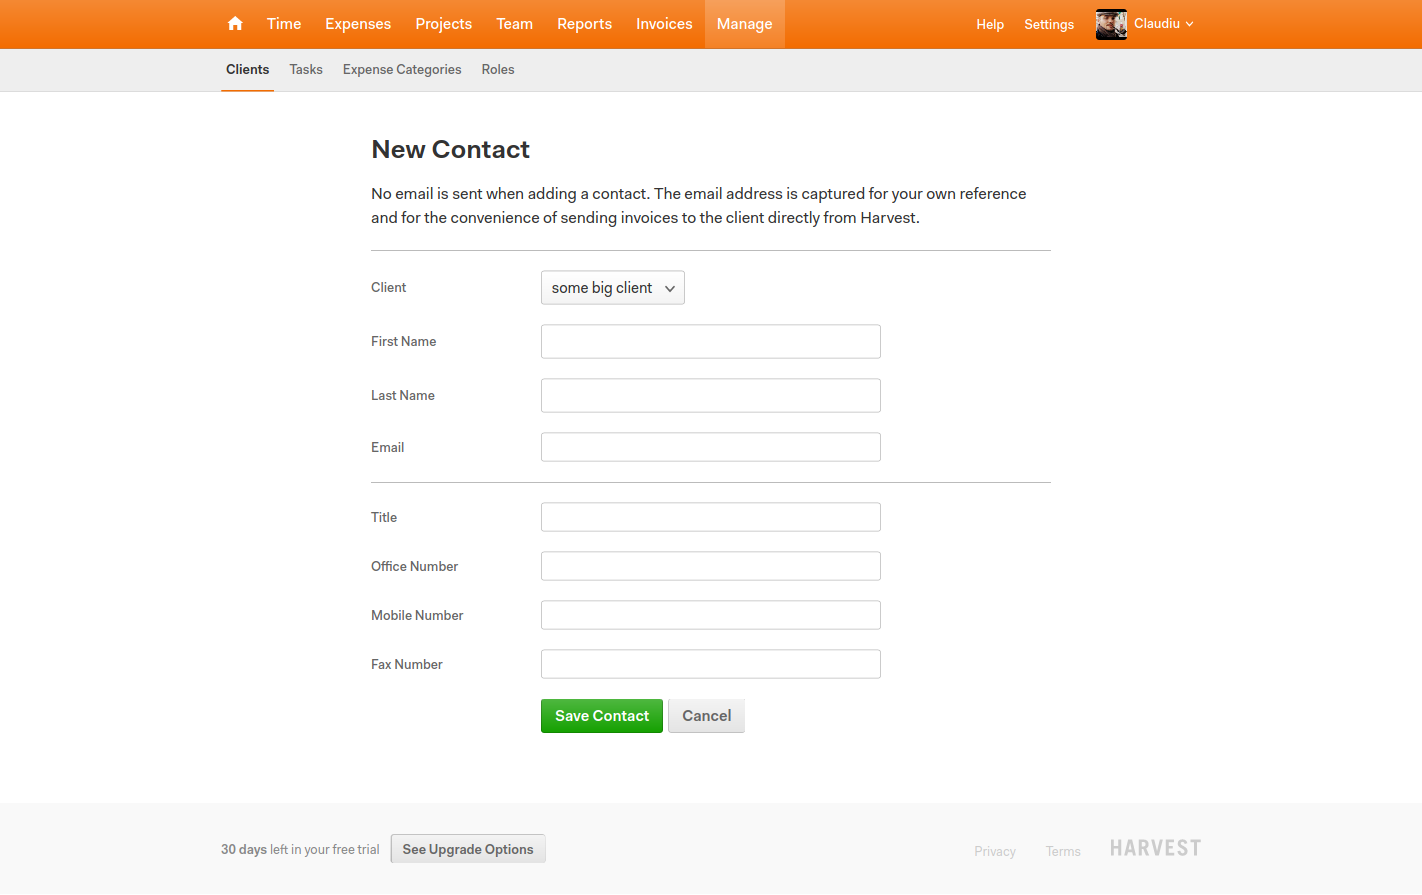 Time Expenses Projects Team Reports Invoices Manage Help Settings Claudiu
Clients Tasks Expense Categories Roles
New Contact
No email is sent when adding a contact. The email address is captured for your own reference
and for the convenience of sending invoices to the client directly from Harvest.
Client some big client
First Name
Last Name
Email
Title
Office Number
Mobile Number
Fax Number
Save Contact Cancel
30 days left in your free trial See Upgrade Options Privacy Terms HARVEST